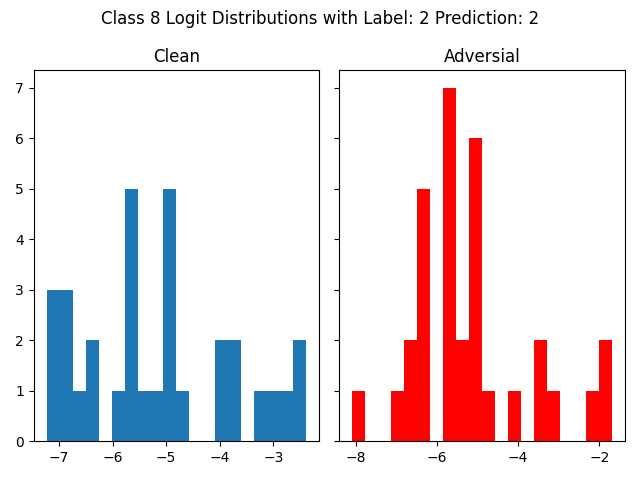 Class 8 Logit Distributions with Label: 2 Prediction: 2
Clean
Adversial
7
6
5
4
3
2
1
0
−7 −6 −5 −4 −3
−8 −6 −4 −2